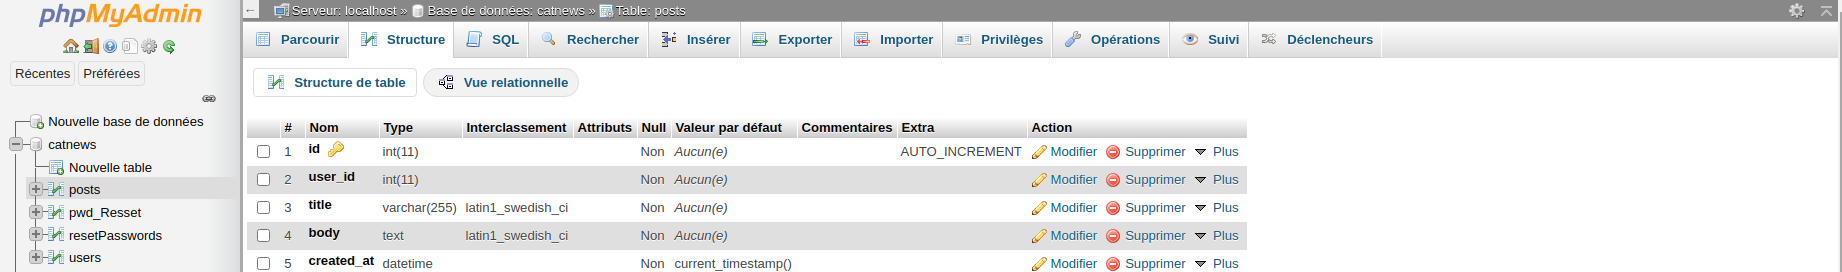 phpMyAdmin
Récentes Préférées
Nouvelle base de données
catnews
Nouvelle table
posts
pwd_Resset
resetPasswords
users
Serveur: localhost » Base de données: catnews » Table: posts
Parcourir Structure SQL Rechercher Insérer Exporter Importer Privilèges Opérations Suivi Déclencheurs
Structure de table Vue relationnelle
# Nom Type Interclassement Attributs Null Valeur par défaut Commentaires Extra Action
1 id int(11) Non Aucun(e) AUTO_INCREMENT Modifier Supprimer Plus
2 user_id int(11) Non Aucun(e) Modifier Supprimer Plus
3 title varchar(255) latin1_swedish_ci Non Aucun(e) Modifier Supprimer Plus
4 body text latin1_swedish_ci Non Aucun(e) Modifier Supprimer Plus
5 created_at datetime Non current_timestamp() Modifier Supprimer Plus